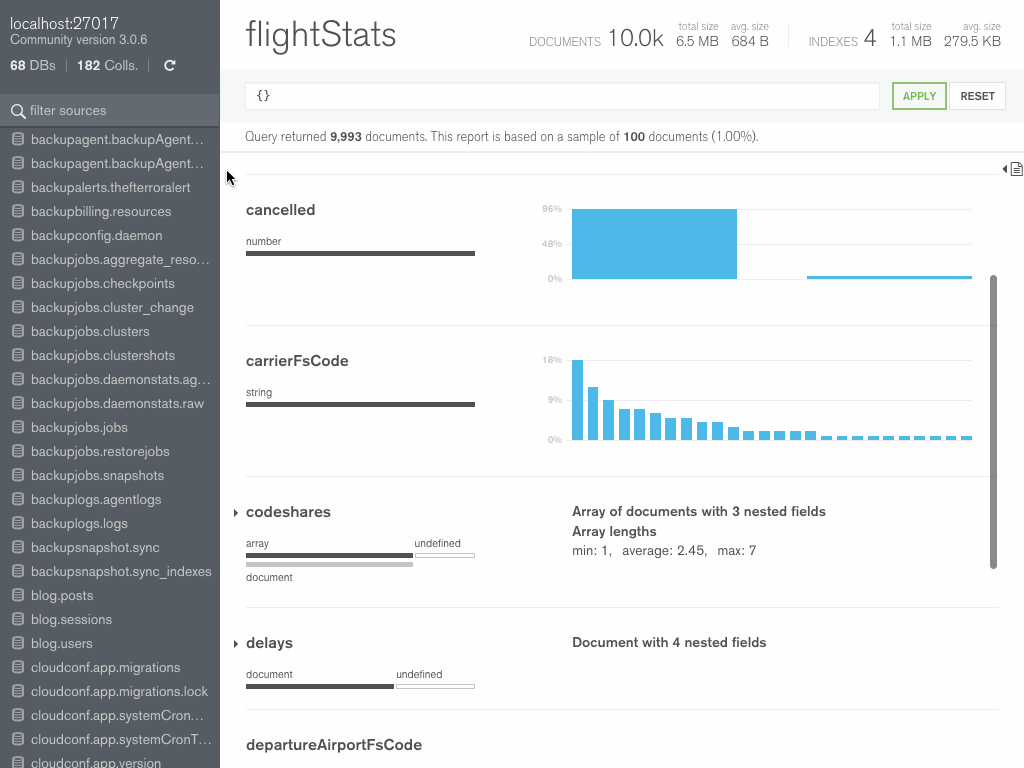 localhost:27017
Community version 3.0.6
68 DBs | 182 Colls. |
filter sources
backupagent.backupAgent...
backupagent.backupAgent...
backupalerts.thefterroralert
backupbilling.resources
backupconfig.daemon
backupjobs.aggregate_reso...
backupjobs.checkpoints
backupjobs.cluster_change
backupjobs.clusters
backupjobs.clustershots
backupjobs.daemonstats.ag...
backupjobs.daemonstats.raw
backupjobs.jobs
backupjobs.restorejobs
backupjobs.snapshots
backuplogs.agentlogs
backuplogs.logs
backupsnapshot.sync
backupsnapshot.sync_indexes
blog.posts
blog.sessions
blog.users
cloudconf.app.migrations
cloudconf.app.migrations.lock
cloudconf.app.systemCron...
cloudconf.app.systemCronT...
cloudconf.app.version
flightStats
total size avg. size total size avg. size
DOCUMENTS 10.0k 6.5 MB 684 B INDEXES 4 1.1 MB 279.5 KB
{} APPLY RESET
Query returned 9,993 documents. This report is based on a sample of 100 documents (1.00%).
cancelled
number
96%
48%
0%
carrierFsCode
string
18%
9%
0%
codeshares
array undefined
document
Array of documents with 3 nested fields
Array lengths
min: 1, average: 2.45, max: 7
delays
document undefined
Document with 4 nested fields
departureAirportFsCode